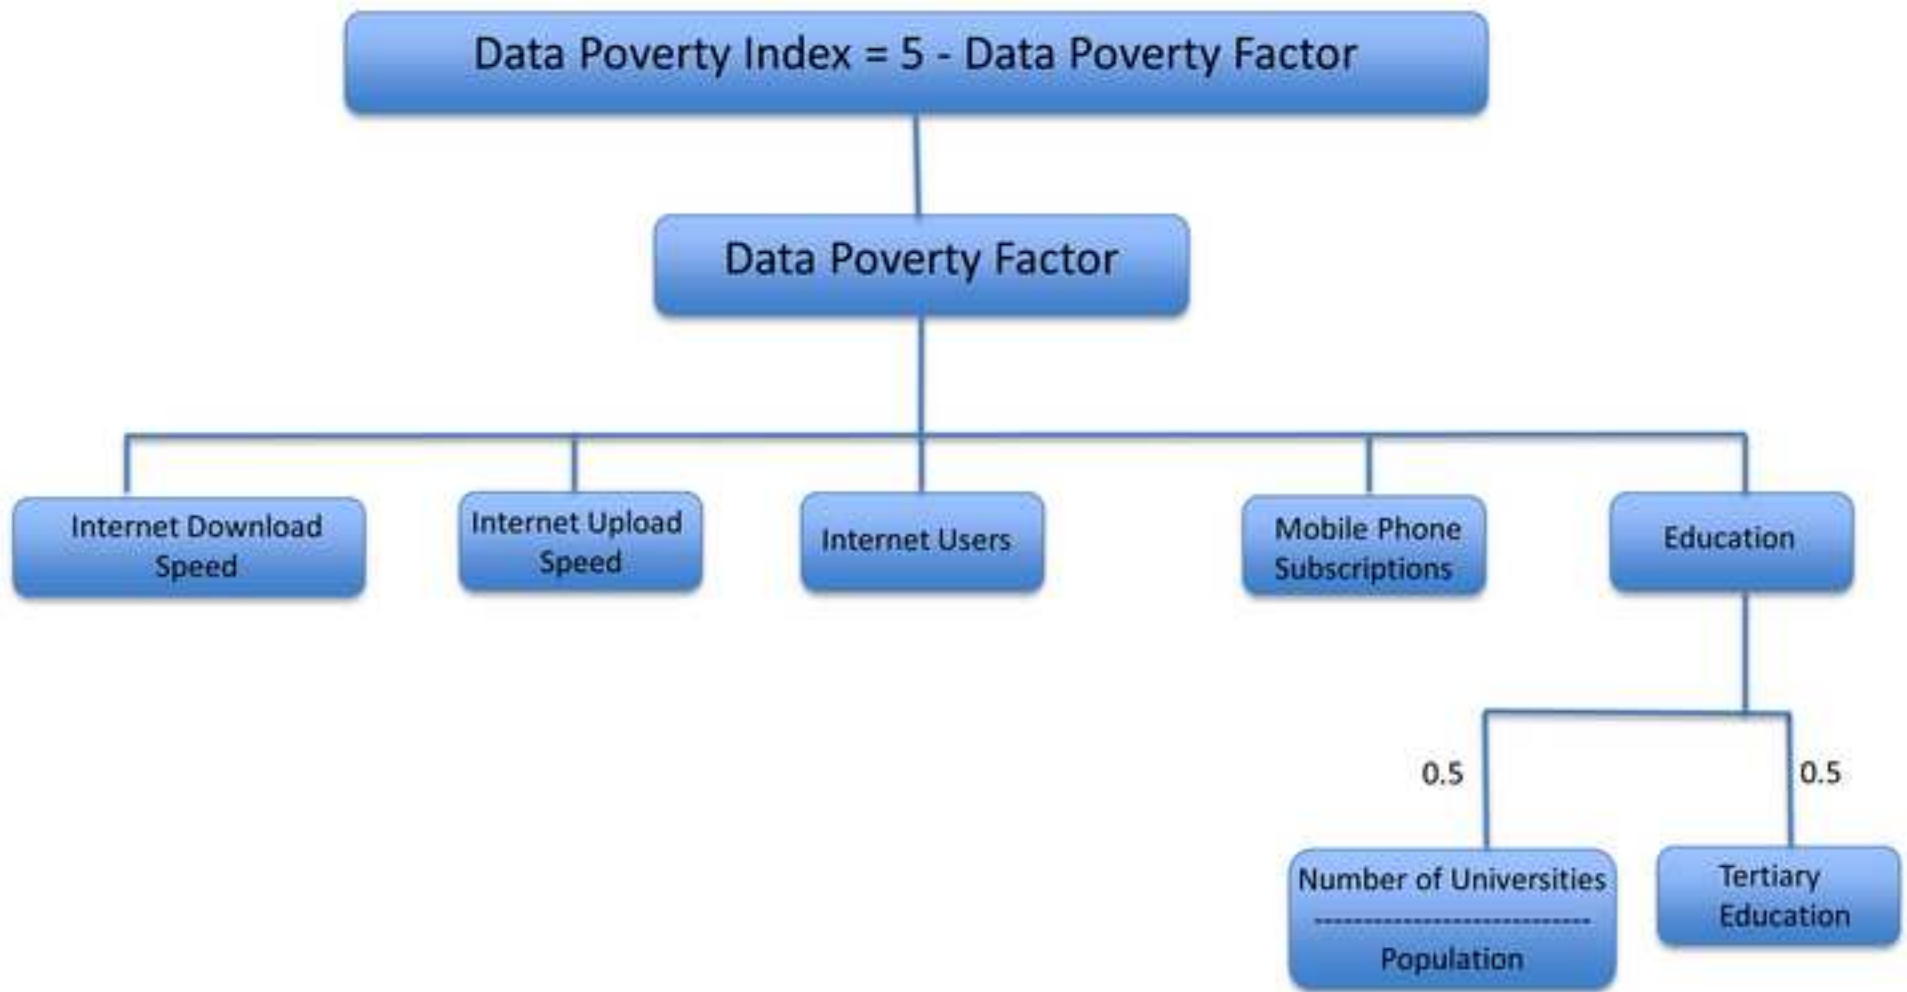 Data Poverty Index = 5 - Data Poverty Factor
Data Poverty Factor
Internet Download
Speed
Internet Upload
Speed
Internet Users
Mobile Phone
Subscriptions
Education
0.5
0.5
Number of Universities
----------------------------
Population
Tertiary
Education